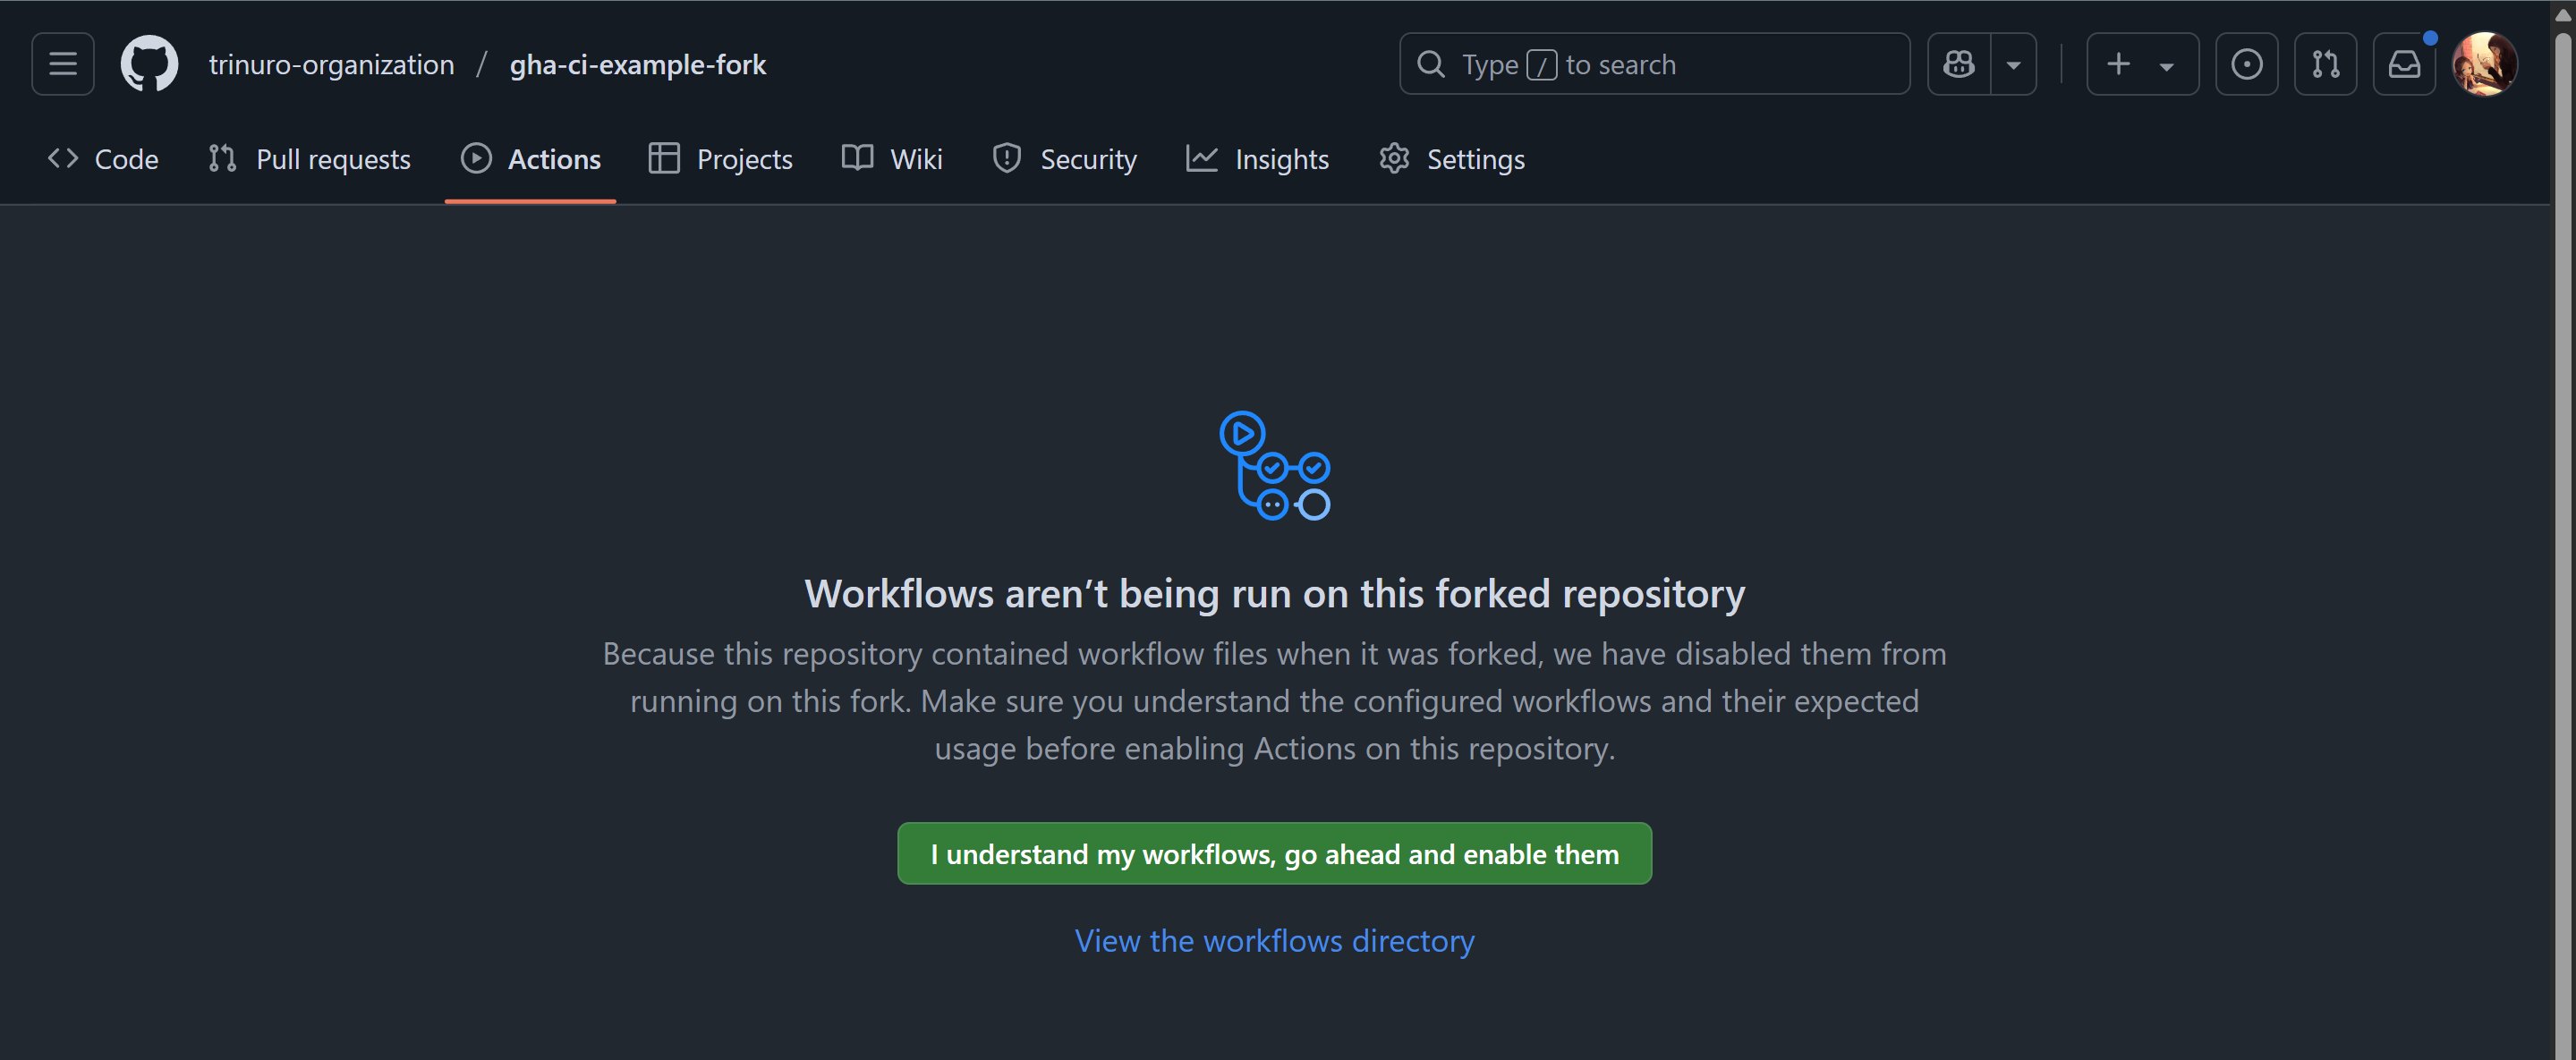 trinuro-organization / gha-ci-example-fork
Type / to search
Code
Pull requests
Actions
Projects
Wiki
Security
Insights
Settings
Workflows aren’t being run on this forked repository
Because this repository contained workflow files when it was forked, we have disabled them from
running on this fork. Make sure you understand the configured workflows and their expected
usage before enabling Actions on this repository.
I understand my workflows, go ahead and enable them
View the workflows directory